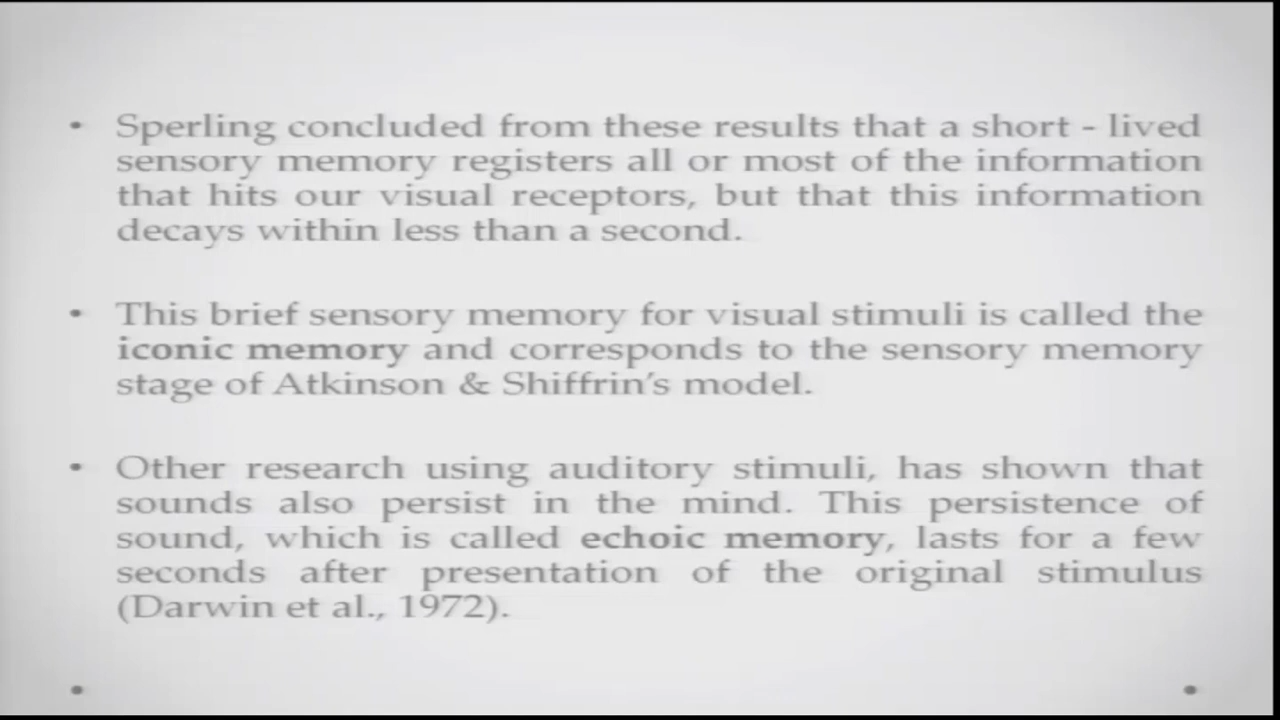 • Sperling concluded from these results that a short - lived
sensory memory registers all or most of the information
that hits our visual receptors, but that this information
decays within less than a second.
• This brief sensory memory for visual stimuli is called the
iconic memory and corresponds to the sensory memory
stage of Atkinson & Shiffrin's model.
• Other research using auditory stimuli, has shown that
sounds also persist in the mind. This persistence of
sound, which is called echoic memory, lasts for a few
seconds after presentation of the original stimulus
(Darwin et al., 1972).